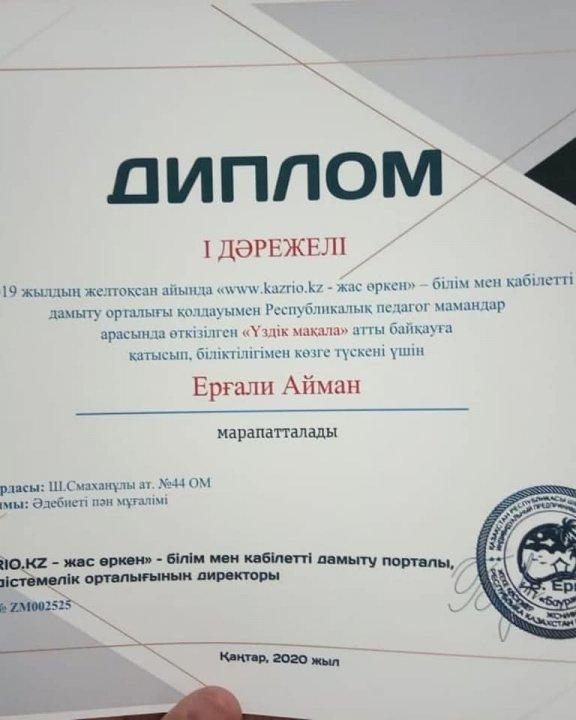 ДИПЛОМ
І ДӘРЕЖЕЛІ
19 жылдың желтоқсан айында «www.kazrio.kz - жас өркен» – білім мен қабілетті
дамыту орталығы қолдауымен Республикалық педагог мамандар
арасында өткізілген «Үздік мақала» атты байқауға
қатысып, біліктілігімен көзге түскені үшін
Ерғали Айман
марапатталады
рдасы: Ш.Смаханұлы ат. №44 ОМ
ымы: Әдебиеті пән мұғалімі
RIO.KZ – жас өркен» - білім мен қабілетті дамыту порталы,
дістемелік орталығының директоры
№ ZM002525
Қаңтар, 2020 жыл